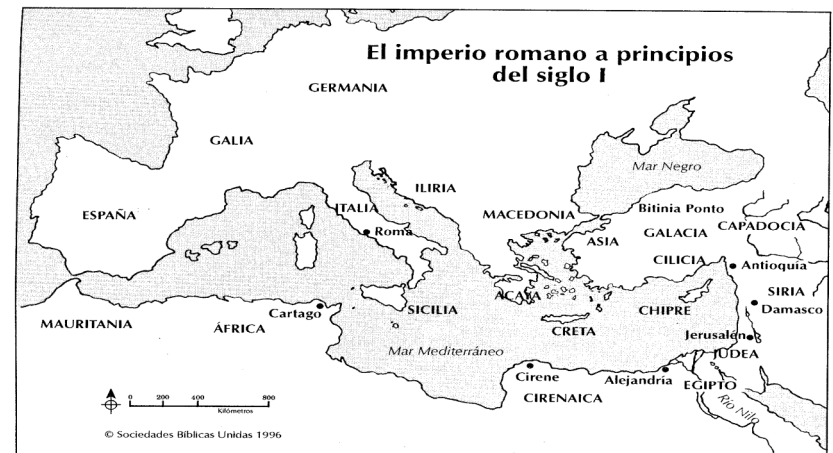 El imperio romano a principios
del siglo I
GERMANIA
GALIA
Mar Negro
ILIRIA
ITALIA
ESPAÑA
MACEDONIA
Bitinia Ponto
CAPADOCIA
Roma
ASIA
GALACIA
CILICIA
Antioquía
SIRIA
ACAYA
Cartago
SICILIA
CHIPRE
Damasco
MAURITANIA
ÁFRICA
CRETA
Jerusalén
Mar Mediterráneo
JUDEA
Cirene
Alejandría
EGIPTO
CIRENAICA
Río Nilo
0 200 400 800
Kilómetros
© Sociedades Bíblicas Unidas 1996